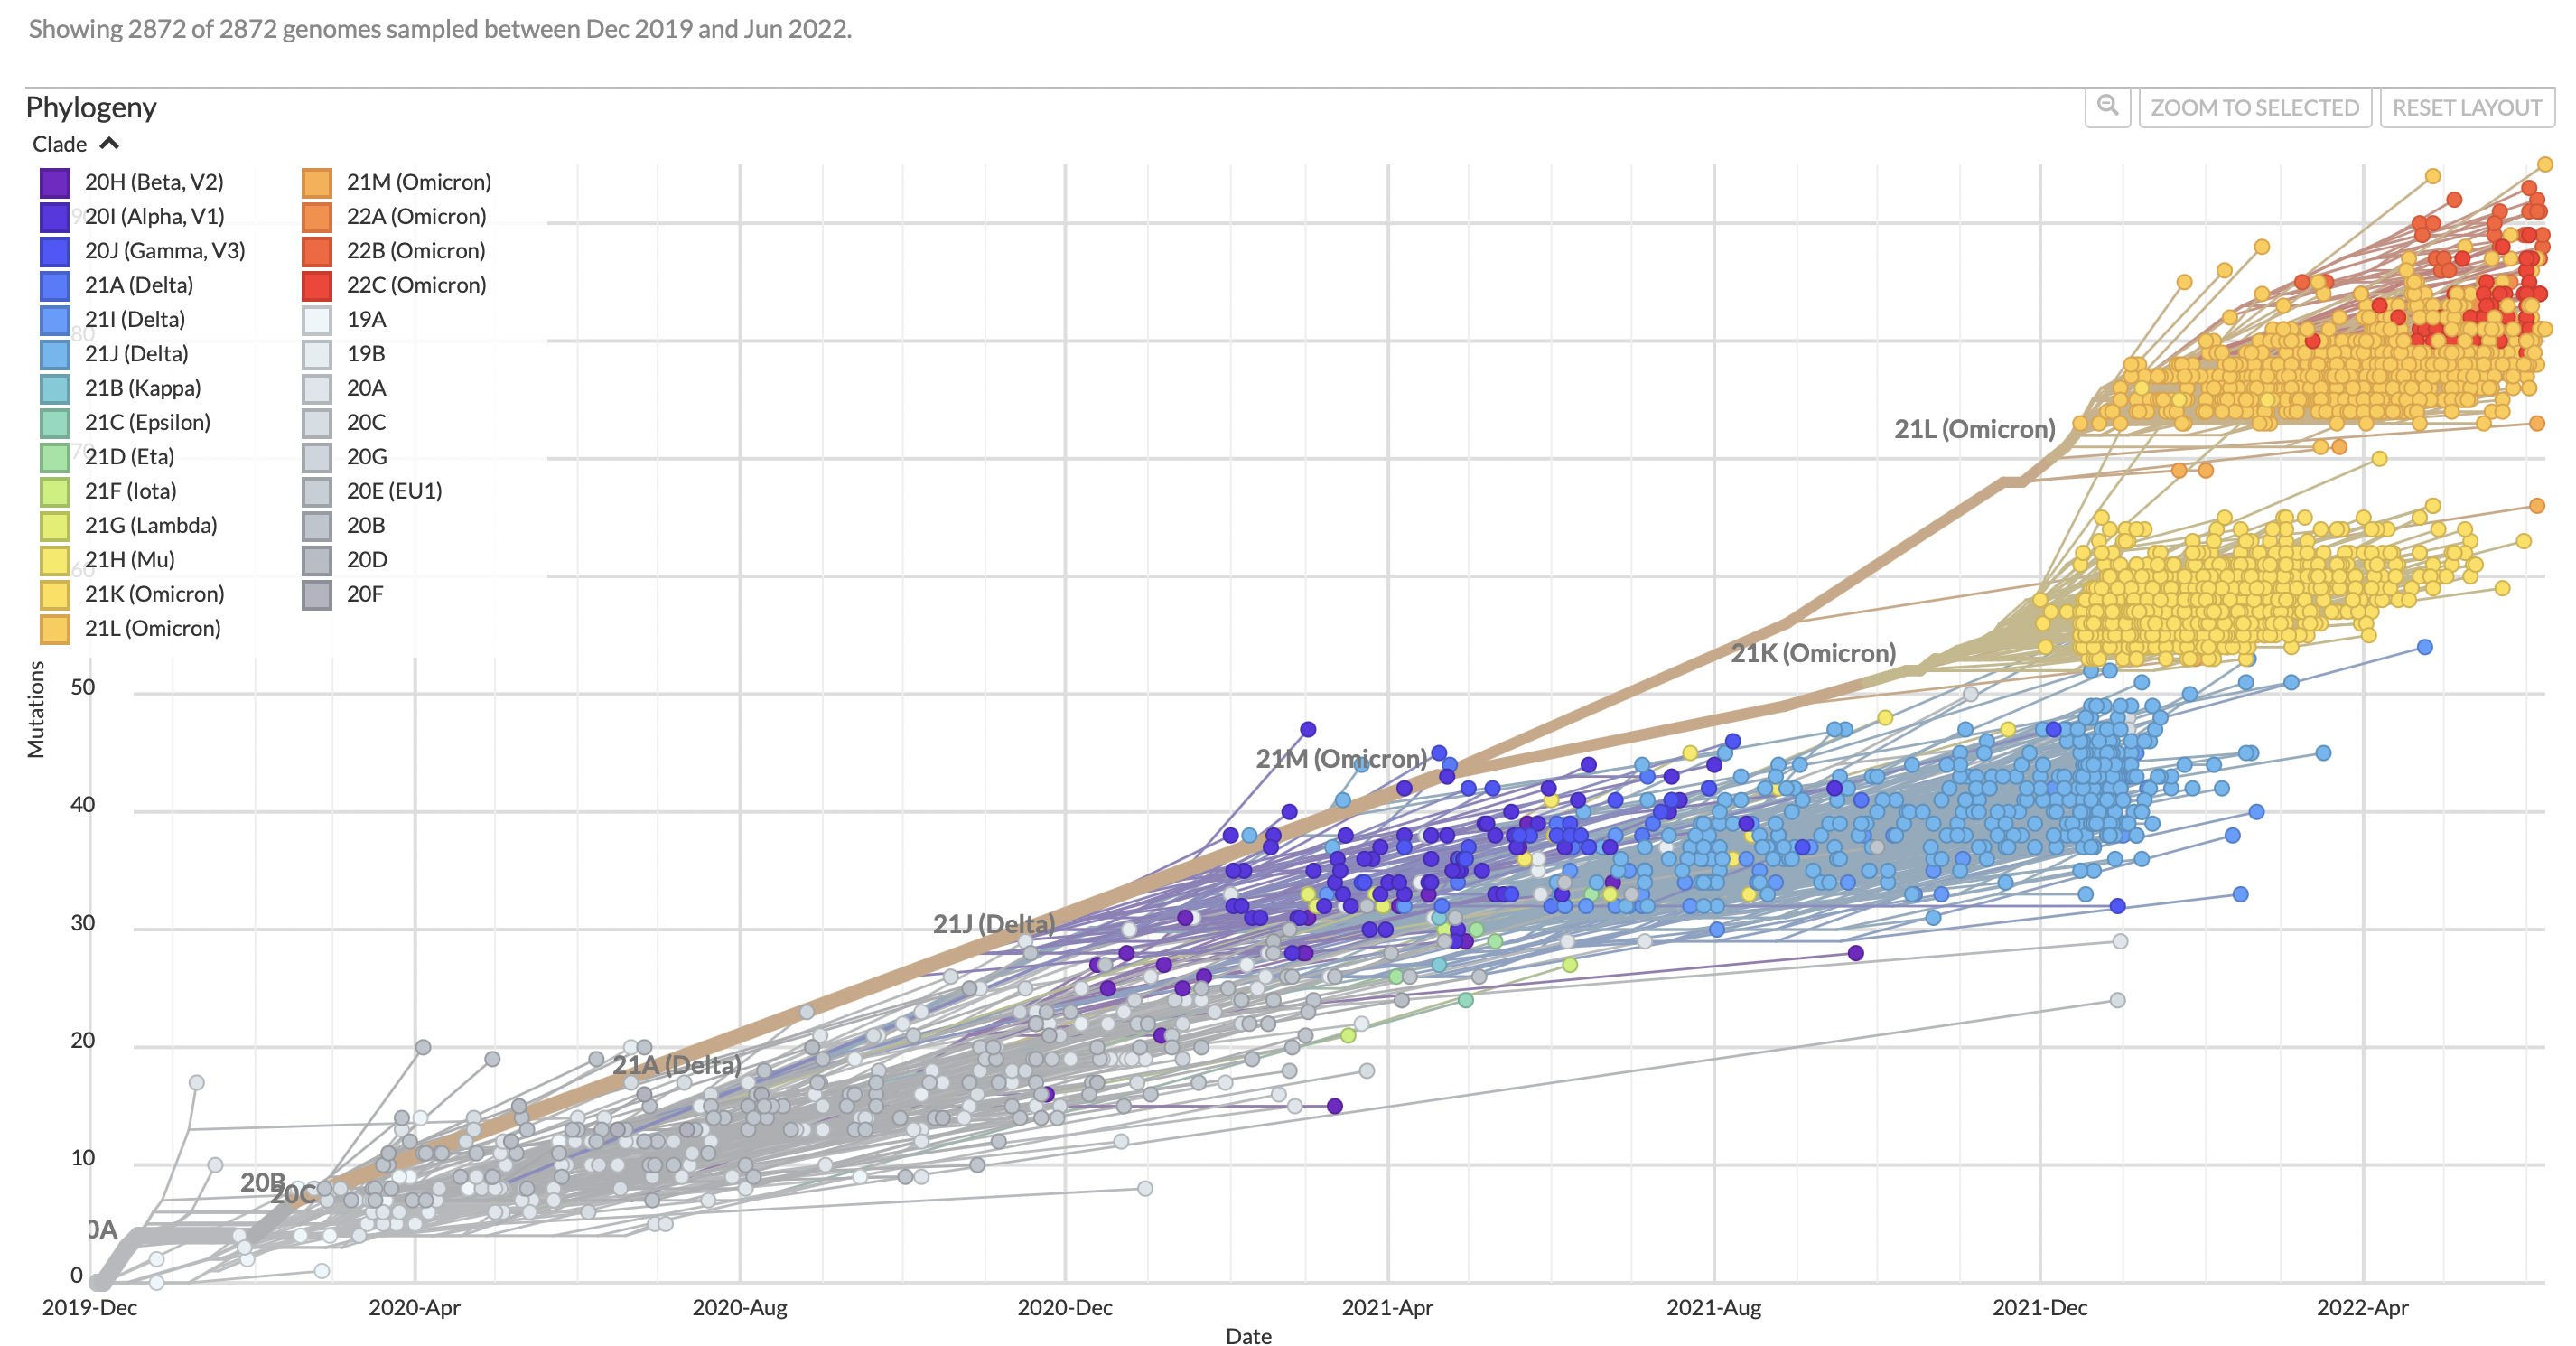 Showing 2872 of 2872 genomes sampled between Dec 2019 and Jun 2022.
Phylogeny
ZOOM TO SELECTED
RESET LAYOUT
Clade
20H (Beta, V2)
20I (Alpha, V1)
20J (Gamma, V3)
21A (Delta)
21I (Delta)
21J (Delta)
21B (Kappa)
21C (Epsilon)
21D (Eta)
21F (Iota)
21G (Lambda)
21H (Mu)
21K (Omicron)
21L (Omicron)
21M (Omicron)
22A (Omicron)
22B (Omicron)
22C (Omicron)
19A
19B
20A
20C
20G
20E (EU1)
20B
20D
20F
90
80
70
60
50
40
30
20
10
0
Mutations
21L (Omicron)
21K (Omicron)
21M (Omicron)
21J (Delta)
21A (Delta)
20B
20C
0A
2019-Dec
2020-Apr
2020-Aug
2020-Dec
2021-Apr
2021-Aug
2021-Dec
2022-Apr
Date